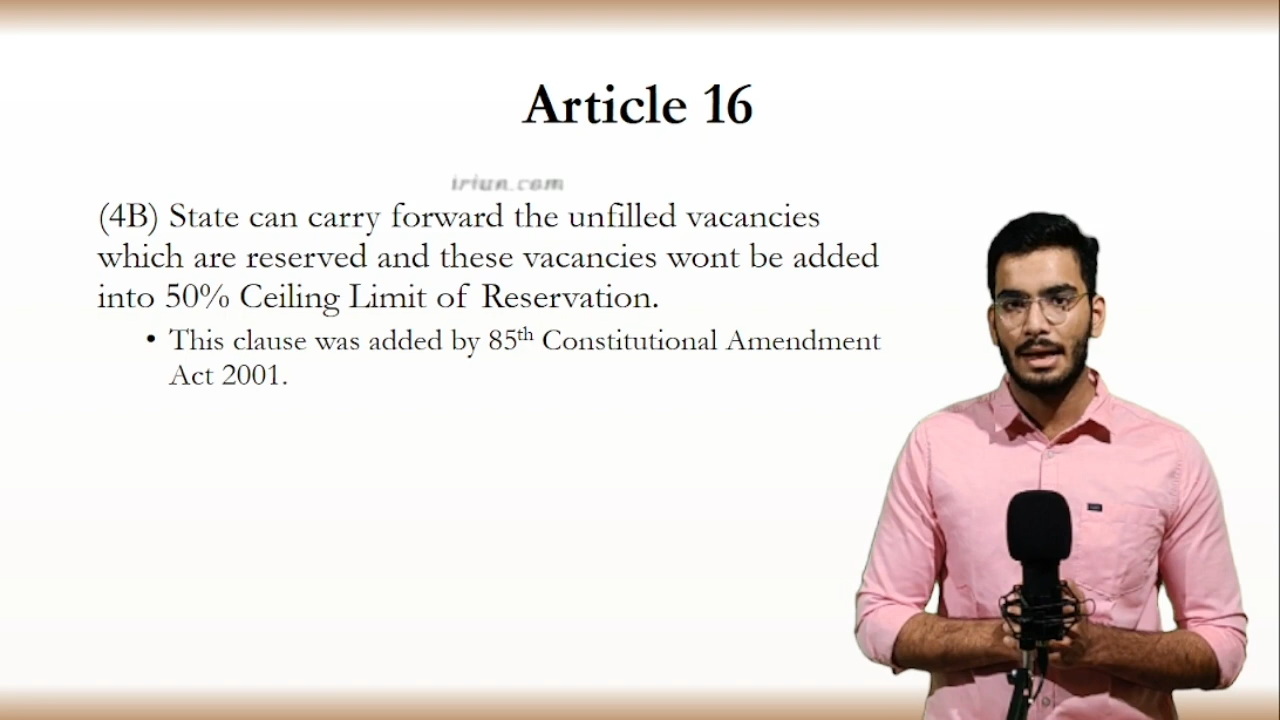 Article 16
iriun.com
(4B) State can carry forward the unfilled vacancies
which are reserved and these vacancies wont be added
into 50% Ceiling Limit of Reservation.
• This clause was added by 85th Constitutional Amendment
Act 2001.